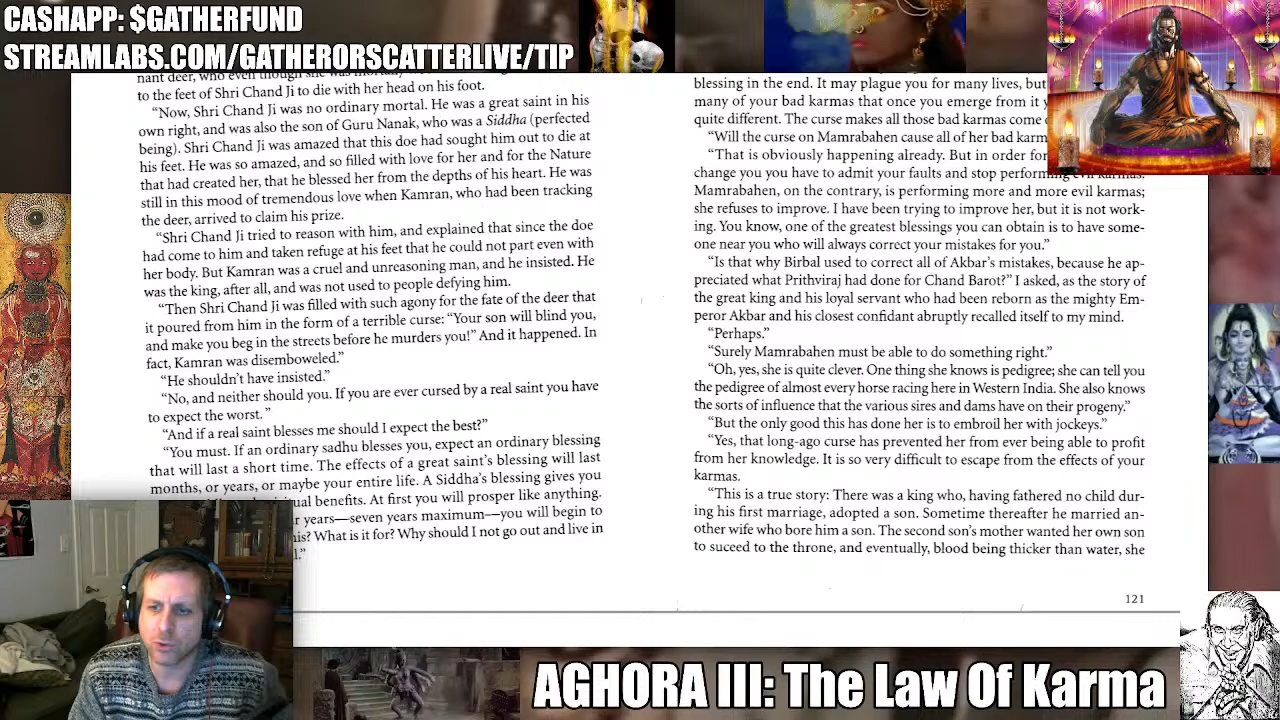 CASHAPP: $GATHERFUND
STREAMLABS.COM/GATHERORSCATTERLIVE/TIP
nant deer, who even though she was
to the feet of Shri Chand Ji to die with her head on his foot.
“Now, Shri Chand Ji was no ordinary mortal. He was a great saint in his
own right, and was also the son of Guru Nanak, who was a Siddha (perfected
being). Shri Chand Ji was amazed that this doe had sought him out to die at
his feet. He was so amazed, and so filled with love for her and for the Nature
that had created her, that he blessed her from the depths of his heart. He was
still in this mood of tremendous love when Kamran, who had been tracking
the deer, arrived to claim his prize.
“Shri Chand Ji tried to reason with him, and explained that since the doe
had come to him and taken refuge at his feet that he could not part even with
her body. But Kamran was a cruel and unreasoning man, and he insisted. He
was the king, after all, and was not used to people defying him.
“Then Shri Chand Ji was filled with such agony for the fate of the deer that
it poured from him in the form of a terrible curse: “Your son will blind you,
and make you beg in the streets before he murders you!” And it happened. In
fact, Kamran was disemboweled.”
“He shouldn’t have insisted.”
“No, and neither should you. If you are ever cursed by a real saint you have
to expect the worst.”
“And if a real saint blesses me should I expect the best?”
“You must. If an ordinary sadhu blesses you, expect an ordinary blessing
that will last a short time. The effects of a great saint’s blessing will last
months, or years, or maybe your entire life. A Siddha’s blessing gives you
benefits. At first you will prosper like anything.
years—seven years maximum—you will begin to
What is it for? Why should I not go out and live in
blessing in the end. It may plague you for many lives, but
many of your bad karmas that once you emerge from it
quite different. The curse makes all those bad karmas come
“Will the curse on Mamrabahen cause all of her bad
“That is obviously happening already. But in order for
change you you have to admit your faults and stop performing evil karmas.
Mamrabahen, on the contrary, is performing more and more evil karmas;
she refuses to improve. I have been trying to improve her, but it is not work-
ing. You know, one of the greatest blessings you can obtain is to have some-
one near you who will always correct your mistakes for you.”
“Is that why Birbal used to correct all of Akbar’s mistakes, because he ap-
preciated what Prithviraj had done for Chand Barot?” I asked, as the story of
the great king and his loyal servant who had been reborn as the mighty Em-
peror Akbar and his closest confidant abruptly recalled itself to my mind.
“Perhaps.”
“Surely Mamrabahen must be able to do something right.”
“Oh, yes, she is quite clever. One thing she knows is pedigree; she can tell you
the pedigree of almost every horse racing here in Western India. She also knows
the sorts of influence that the various sires and dams have on their progeny.”
“But the only good this has done her is to embroil her with jockeys.”
“Yes, that long-ago curse has prevented her from ever being able to profit
from her knowledge. It is so very difficult to escape from the effects of your
karmas.
“This is a true story: There was a king who, having fathered no child dur-
ing his first marriage, adopted a son. Sometime thereafter he married an-
other wife who bore him a son. The second son’s mother wanted her own son
to suceed to the throne, and eventually, blood being thicker than water, she
121
AGHORA III: The Law Of Karma